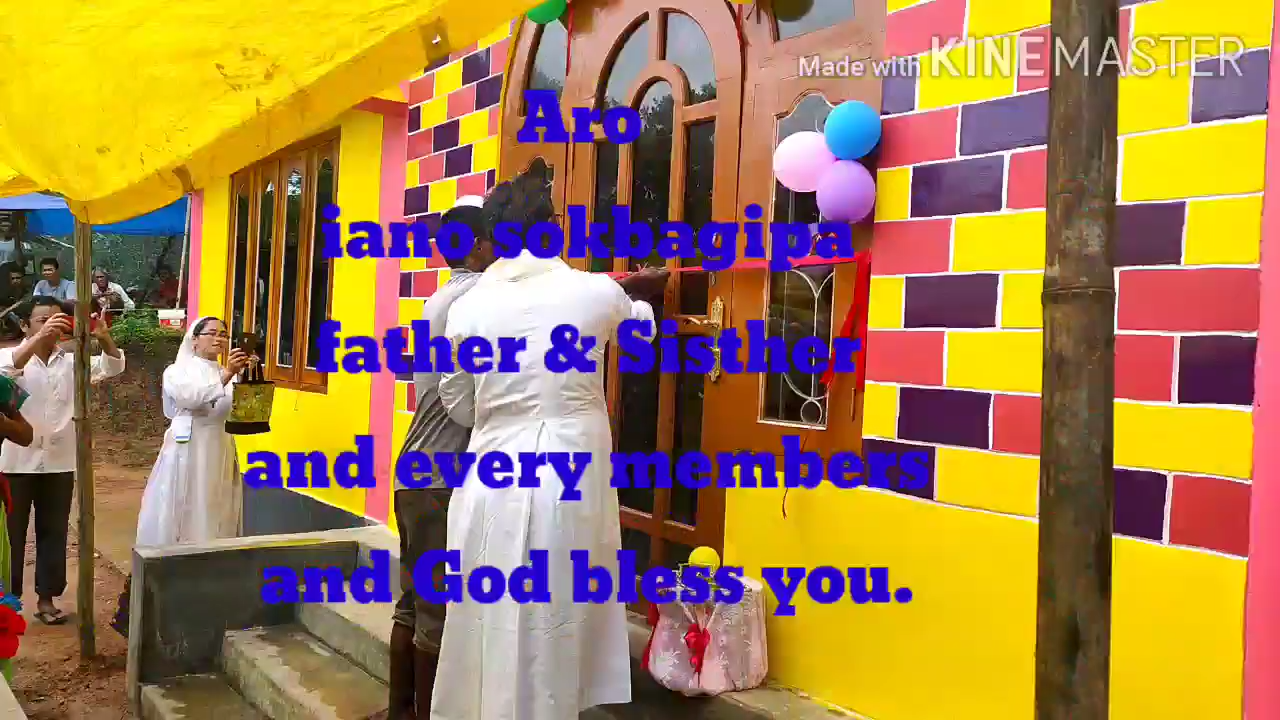 Made with KINEMASTER
Aro
iano sokbagipa
father & Sisther
and every members
and God bless you.